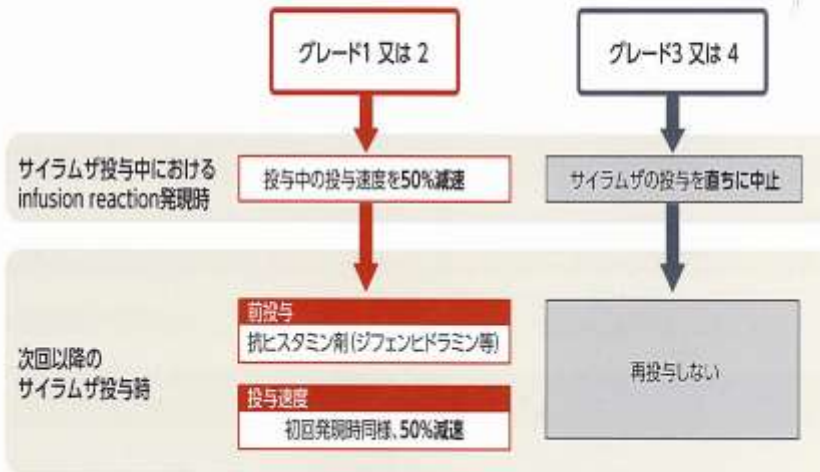 グレード1 又は 2
グレード3 又は 4
サイラムザ投与中における
infusion reaction発現時
投与中の投与速度を50%減速
サイラムザの投与を直ちに中止
次回以降の
サイラムザ投与時
前投与
抗ヒスタミン剤(ジフェンヒドラミン等)
投与速度
初回発現時同様、50%減速
再投与しない